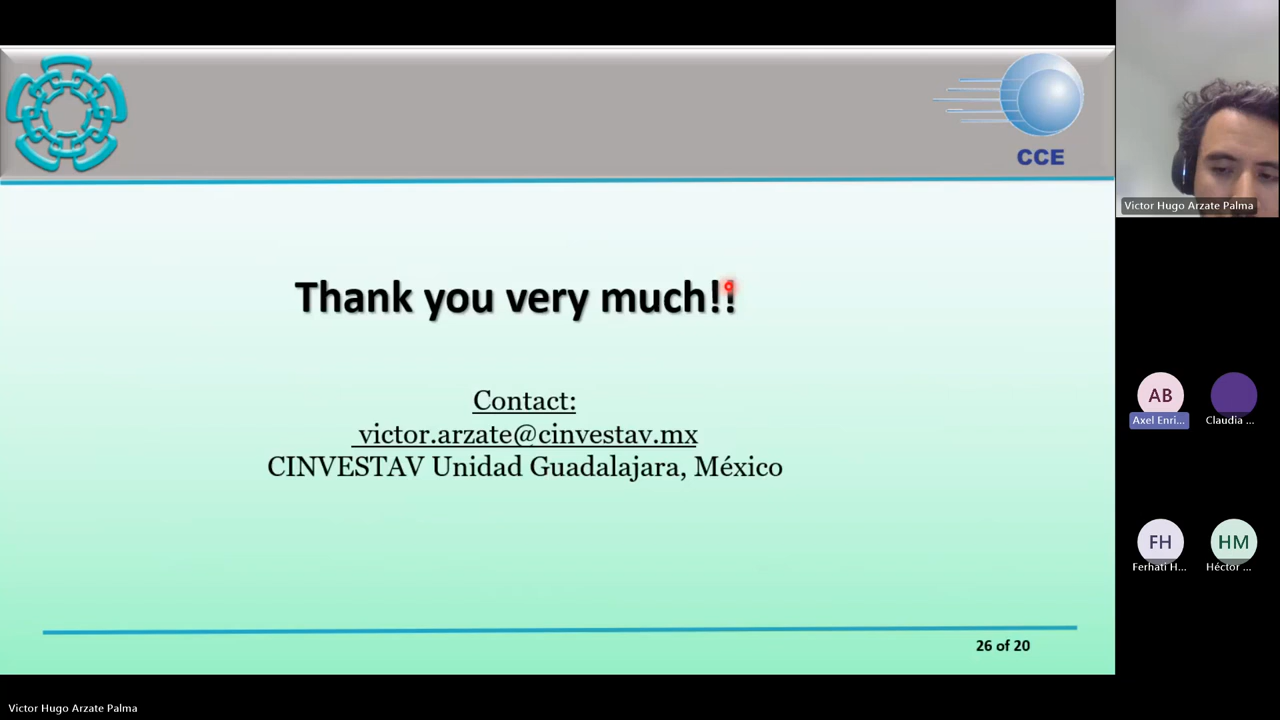 CCE
Thank you very much!!
Contact:
victor.arzate@cinvestav.mx
CINVESTAV Unidad Guadalajara, México
26 of 20
Victor Hugo Arzate Palma
AB
Axel Enri...
Claudia ...
FH
Ferhati H...
HM
Héctor ...
Victor Hugo Arzate Palma